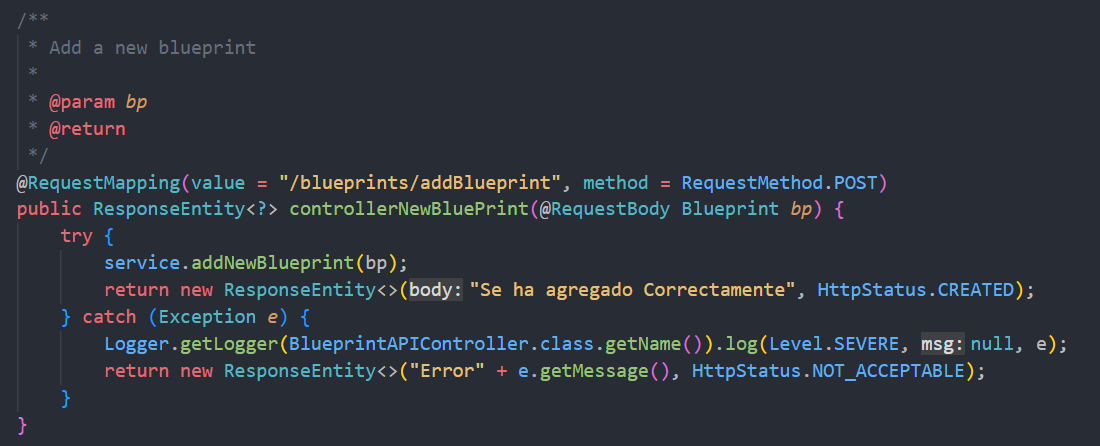 /**
 * Add a new blueprint
 *
 * @param bp
 * @return
 */
@RequestMapping(value = "/blueprints/addBlueprint", method = RequestMethod.POST)
public ResponseEntity<?> controllerNewBluePrint(@RequestBody Blueprint bp) {
    try {
        service.addNewBlueprint(bp);
        return new ResponseEntity<>(body: "Se ha agregado Correctamente", HttpStatus.CREATED);
    } catch (Exception e) {
        Logger.getLogger(BlueprintAPIController.class.getName()).log(Level.SEVERE, msg: null, e);
        return new ResponseEntity<>("Error" + e.getMessage(), HttpStatus.NOT_ACCEPTABLE);
    }
}